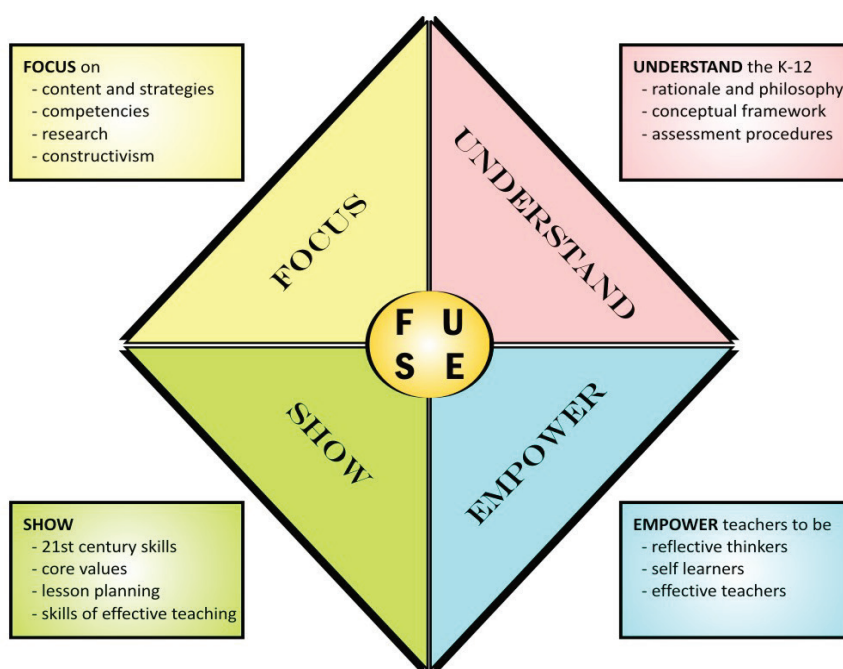 FOCUS on
- content and strategies
- competencies
- research
- constructivism
UNDERSTAND the K-12
- rationale and philosophy
- conceptual framework
- assessment procedures
FOCUS
UNDERSTAND
F U
S E
SHOW
EMPOWER
SHOW
- 21st century skills
- core values
- lesson planning
- skills of effective teaching
EMPOWER teachers to be
- reflective thinkers
- self learners
- effective teachers